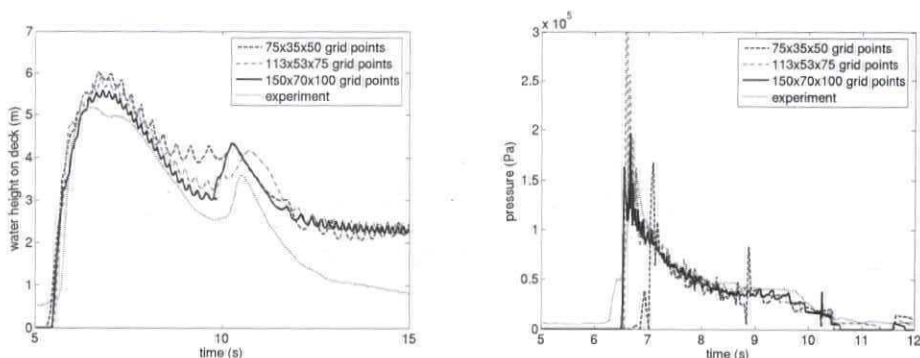 7
6
5
4
3
2
1
0
water height on deck (m)
75x35x50 grid points
113x53x75 grid points
150x70x100 grid points
experiment
5
10
15
time (s)
3 x 10^5
2.5
2
1.5
1
0.5
0
pressure (Pa)
75x35x50 grid points
113x53x75 grid points
150x70x100 grid points
experiment
5
6
7
8
9
10
11
12
time (s)